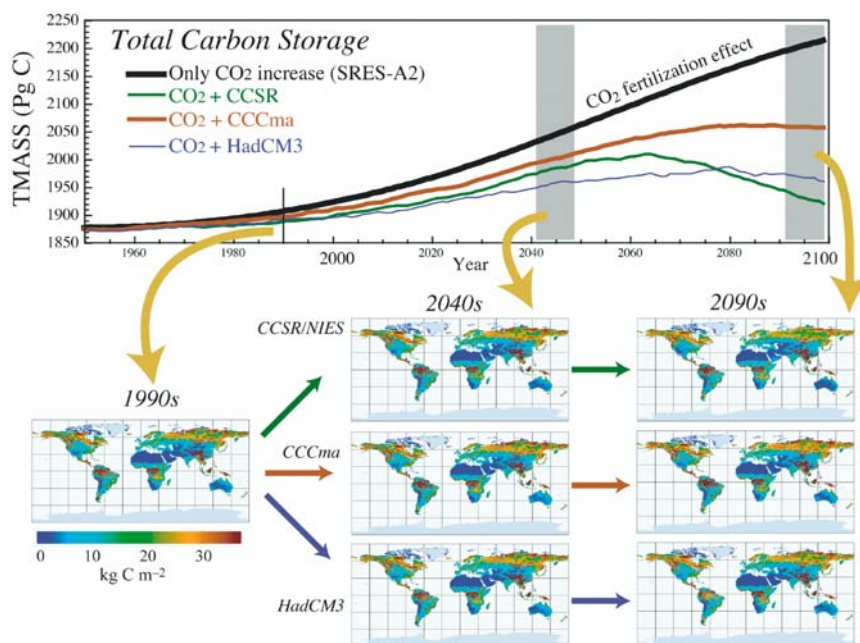 Total Carbon Storage
Only CO2 increase (SRES-A2)
CO2 + CCSR
CO2 + CCCma
CO2 + HadCM3
CO2 fertilization effect
TMASS (Pg C)
2250
2200
2150
2100
2050
2000
1950
1900
1850
1960 1980 2000 2020 2040 2060 2080 2100
Year
2040s 2090s
CCSR/NIES
1990s
CCCma
0 10 20 30
kg C m−2
HadCM3